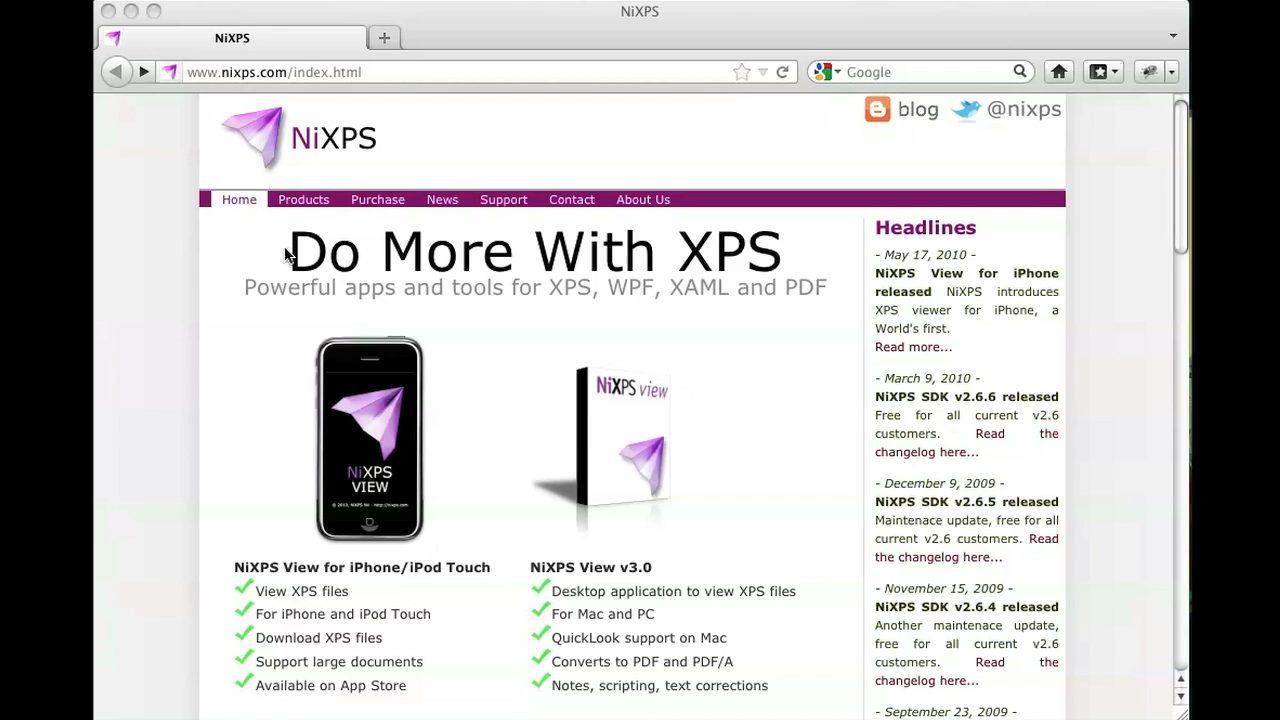 NiXPS
NiXPS
www.nixps.com/index.html
Google
NiXPS
blog
@nixps
Home Products Purchase News Support Contact About Us
Do More With XPS
Powerful apps and tools for XPS, WPF, XAML and PDF
NiXPS
VIEW
© 2010, NiXPS NV - http://nixps.com
NiXPS view
NiXPS View for iPhone/iPod Touch
View XPS files
For iPhone and iPod Touch
Download XPS files
Support large documents
Available on App Store
NiXPS View v3.0
Desktop application to view XPS files
For Mac and PC
QuickLook support on Mac
Converts to PDF and PDF/A
Notes, scripting, text corrections
Headlines
- May 17, 2010 -
NiXPS View for iPhone
released NiXPS introduces
XPS viewer for iPhone, a
World's first.
Read more...
- March 9, 2010 -
NiXPS SDK v2.6.6 released
Free for all current v2.6
customers. Read the
changelog here...
- December 9, 2009 -
NiXPS SDK v2.6.5 released
Maintenace update, free for all
current v2.6 customers. Read
the changelog here...
- November 15, 2009 -
NiXPS SDK v2.6.4 released
Another maintenace update,
free for all current v2.6
customers. Read the
changelog here...
- September 23, 2009 -